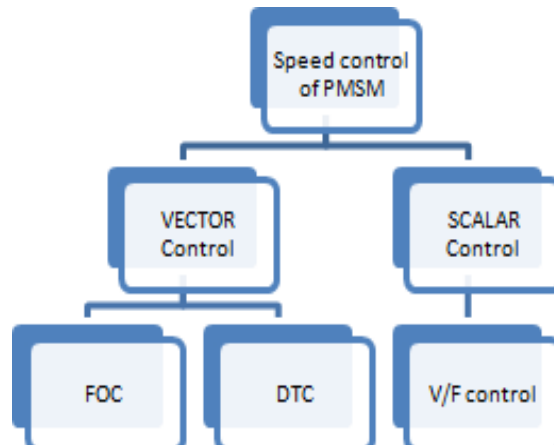 Speed control
of PMSM
VECTOR
Control
SCALAR
Control
FOC
DTC
V/F control